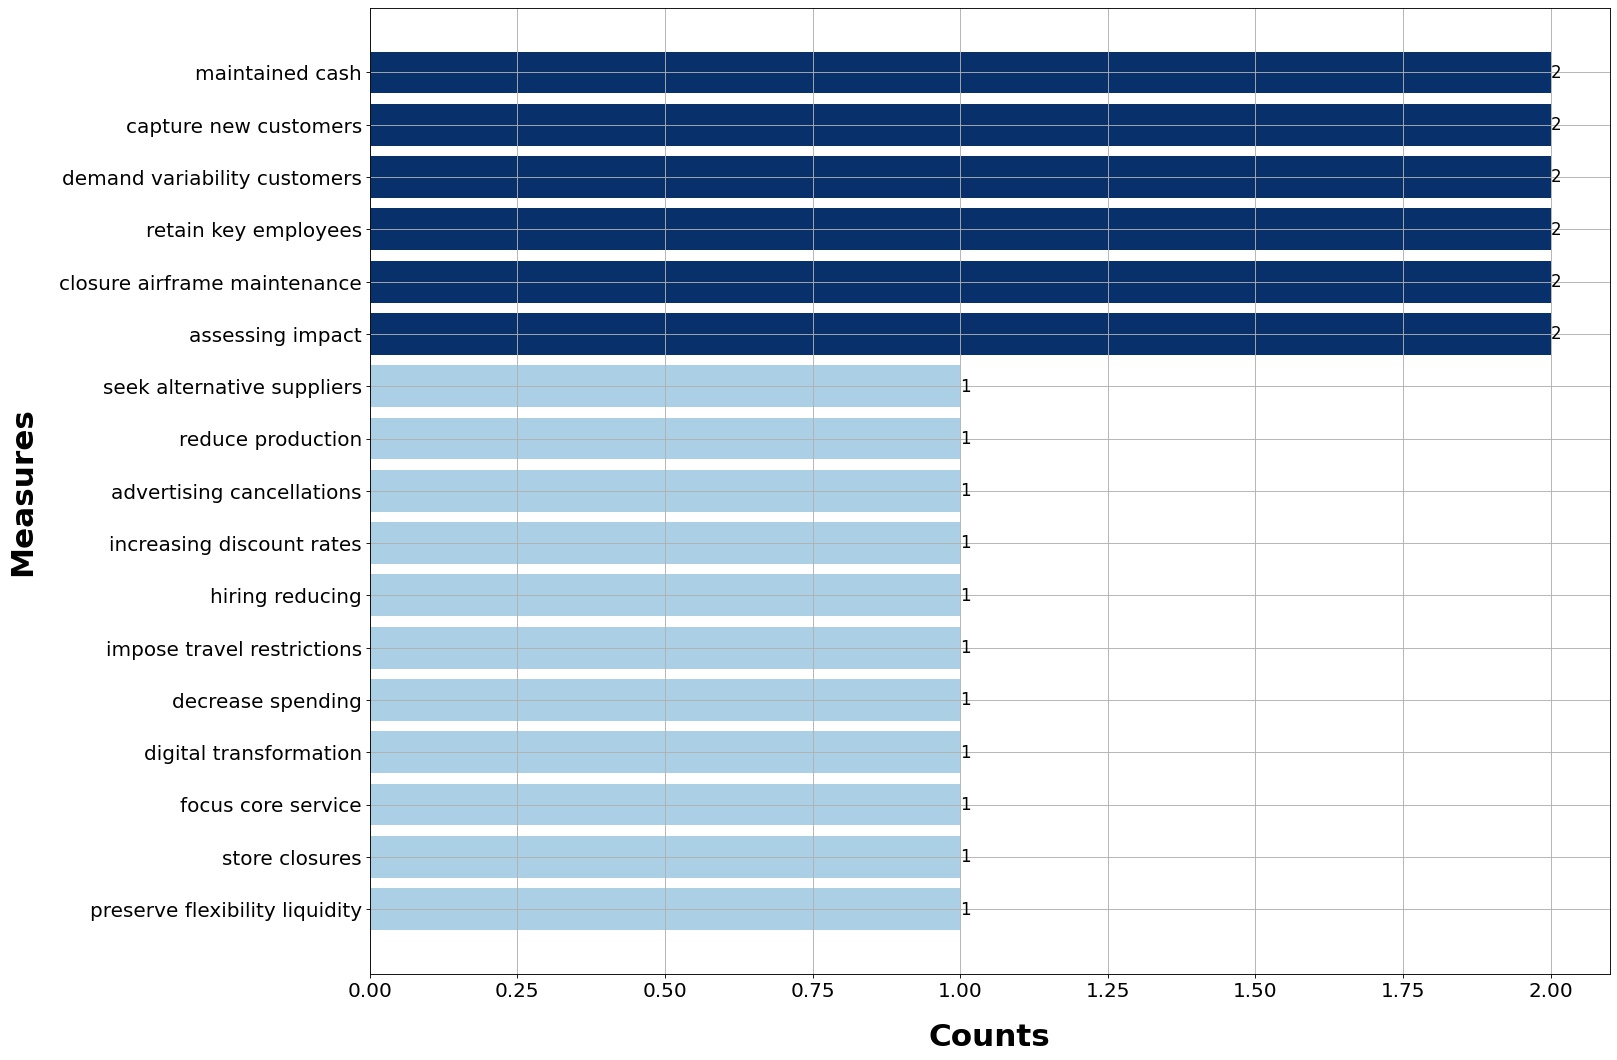 maintained cash 2
capture new customers 2
demand variability customers 2
retain key employees 2
closure airframe maintenance 2
assessing impact 2
seek alternative suppliers 1
reduce production 1
advertising cancellations 1
increasing discount rates 1
hiring reducing 1
impose travel restrictions 1
decrease spending 1
digital transformation 1
focus core service 1
store closures 1
preserve flexibility liquidity 1
Measures
0.00 0.25 0.50 0.75 1.00 1.25 1.50 1.75 2.00
Counts